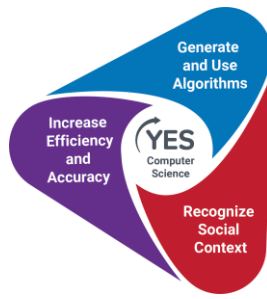 Generate
and Use
Algorithms
Increase
Efficiency
and
Accuracy
YES
Computer
Science
Recognize
Social
Context